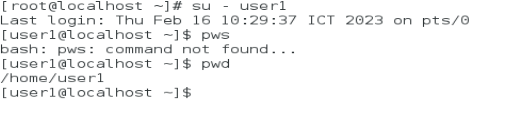 [root@localhost ~]# su - user1
Last login: Thu Feb 16 10:29:37 ICT 2023 on pts/0
[user1@localhost ~]$ pws
bash: pws: command not found...
[user1@localhost ~]$ pwd
/home/user1
[user1@localhost ~]$